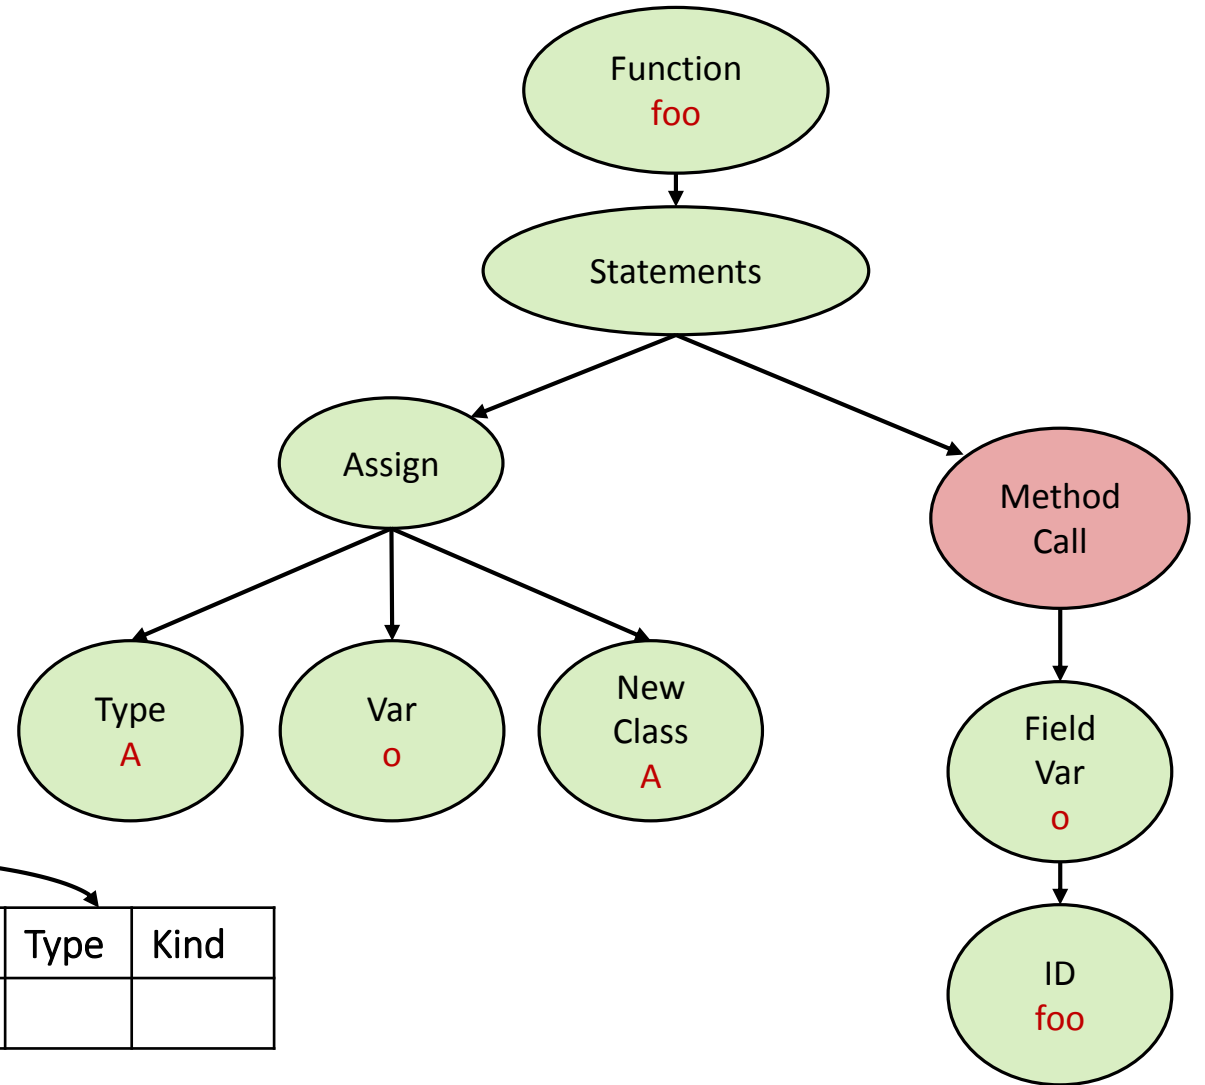 Function
foo
Statements
Assign
Method
Call
Type
A
Var
o
New
Class
A
Field
Var
o
Type Kind
ID
foo